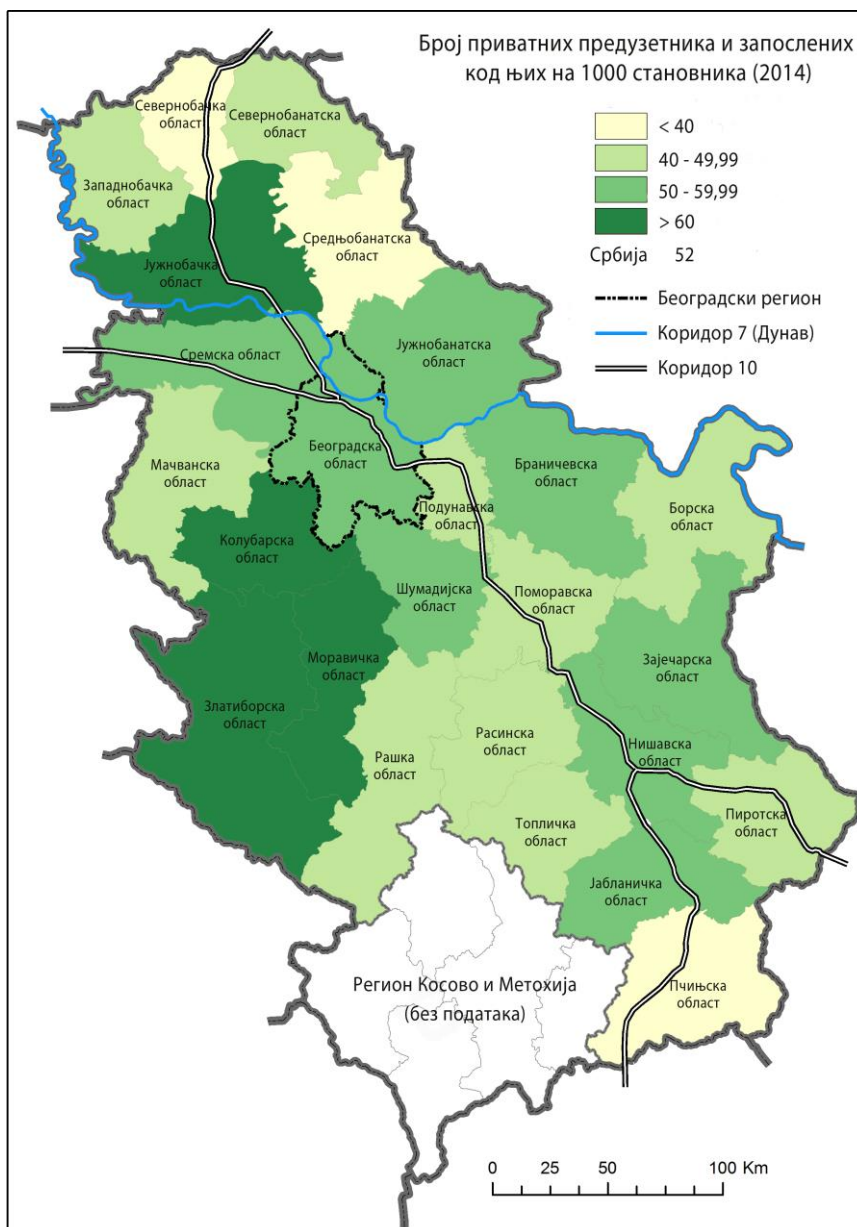 Број приватних предузетника и запослених
код њих на 1000 становника (2014)
< 40
40 - 49,99
50 - 59,99
> 60
Србија 52
Београдски регион
Коридор 7 (Дунав)
Коридор 10
Севернобачка
област
Севернобанатска
област
Западнобачка
област
Средњобанатска
област
Јужнобачка
област
Јужнобанатска
област
Сремска област
Београдска
област
Мачванска
област
Подунавска
област
Браничевска
област
Борска
област
Колубарска
област
Шумадијска
област
Поморавска
област
Зајечарска
област
Моравичка
област
Златиборска
област
Рашка
област
Расинска
област
Нишавска
област
Пиротска
област
Топличка
област
Јабланичка
област
Пчињска
област
Регион Косово и Метохија
(без података)
0 25 50 100 Km